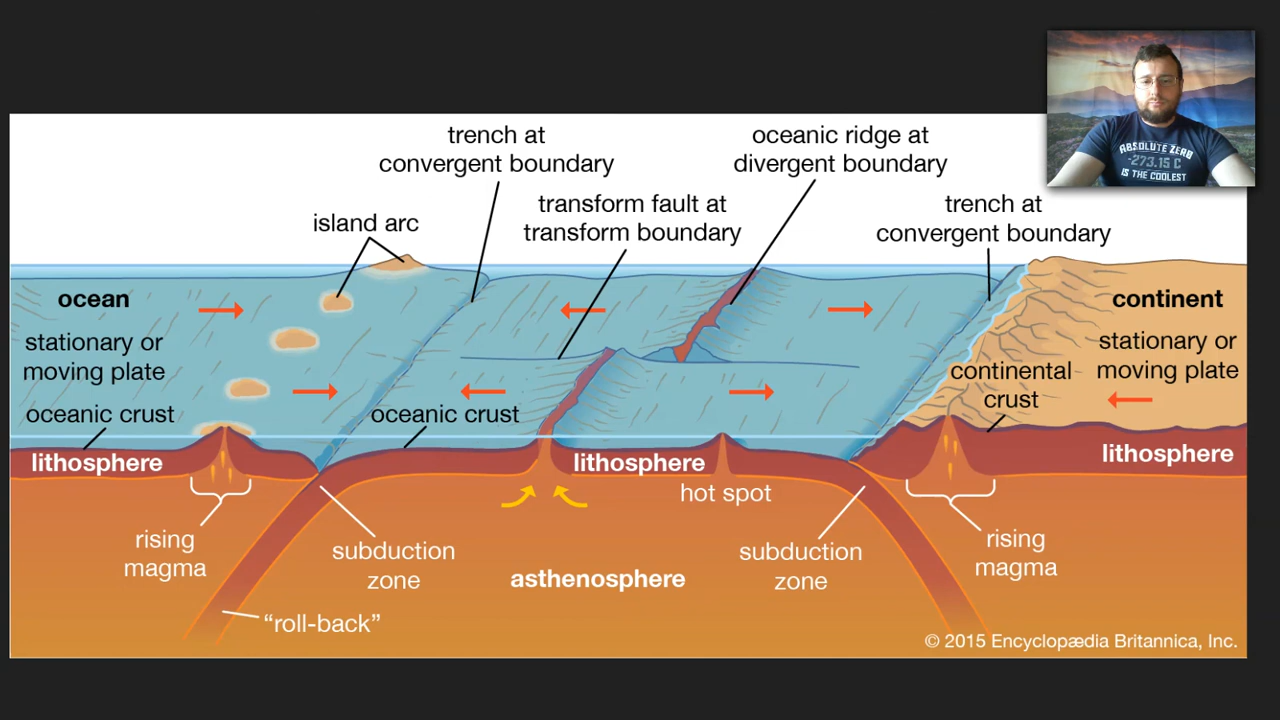 ABSOLUTE ZERO
-273.15 C
IS THE COOLEST
trench at
convergent boundary
oceanic ridge at
divergent boundary
island arc
transform fault at
transform boundary
trench at
convergent boundary
ocean
stationary or
moving plate
oceanic crust
oceanic crust
continent
stationary or
moving plate
continental
crust
lithosphere
lithosphere
lithosphere
hot spot
rising
magma
subduction
zone
asthenosphere
subduction
zone
rising
magma
“roll-back”
© 2015 Encyclopædia Britannica, Inc.